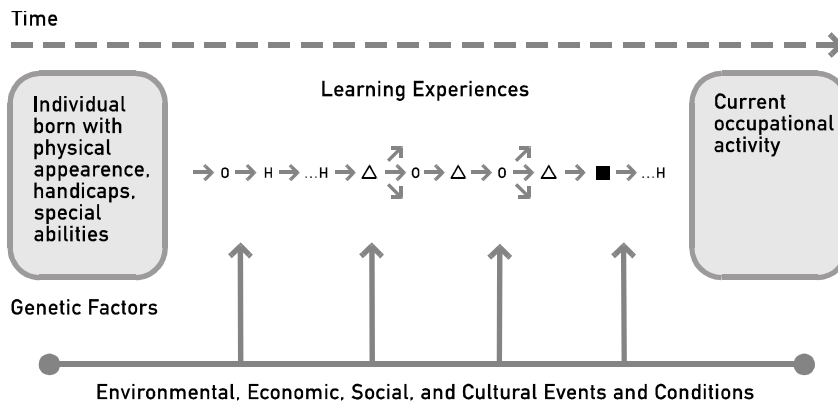 Time
Individual
born with
physical
appearence,
handicaps,
special
abilities
Learning Experiences
O H ...H O O ...H
Current
occupational
activity
Genetic Factors
Environmental, Economic, Social, and Cultural Events and Conditions